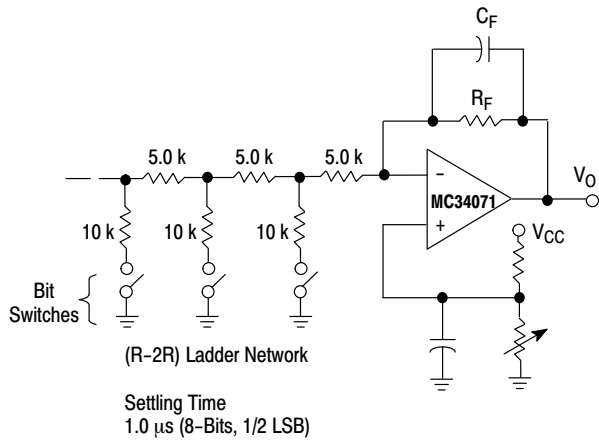 C_F
R_F
5.0 k 5.0 k 5.0 k
–
MC34071
+
V_O
V_CC
10 k 10 k 10 k
Bit
Switches
(R–2R) Ladder Network
Settling Time
1.0 µs (8–Bits, 1/2 LSB)